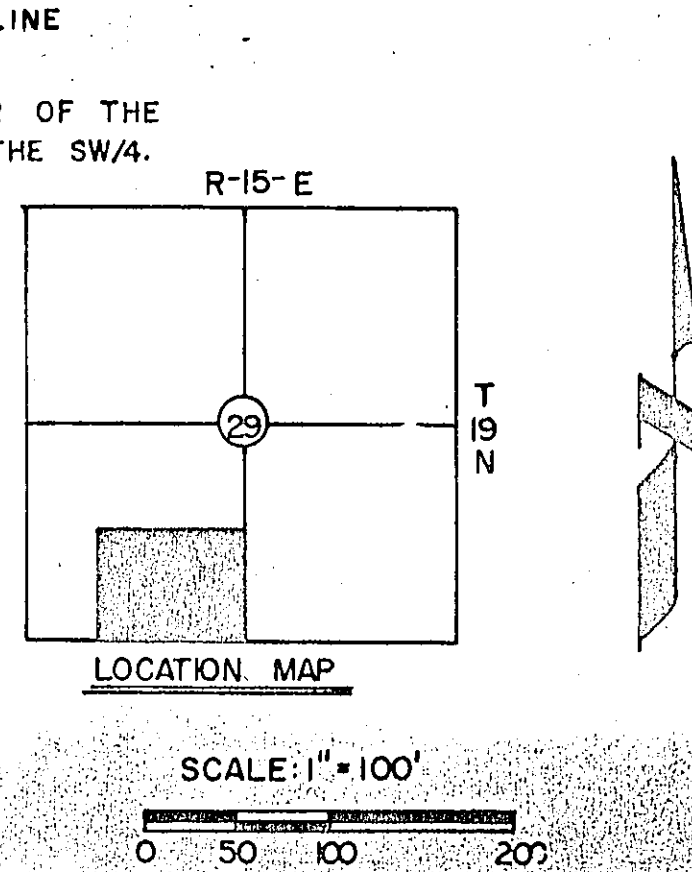 LINE
OF THE
THE SW/4.
R-15-E
T
19
N
29
LOCATION MAP
SCALE: 1" = 100'
0 50 100 200